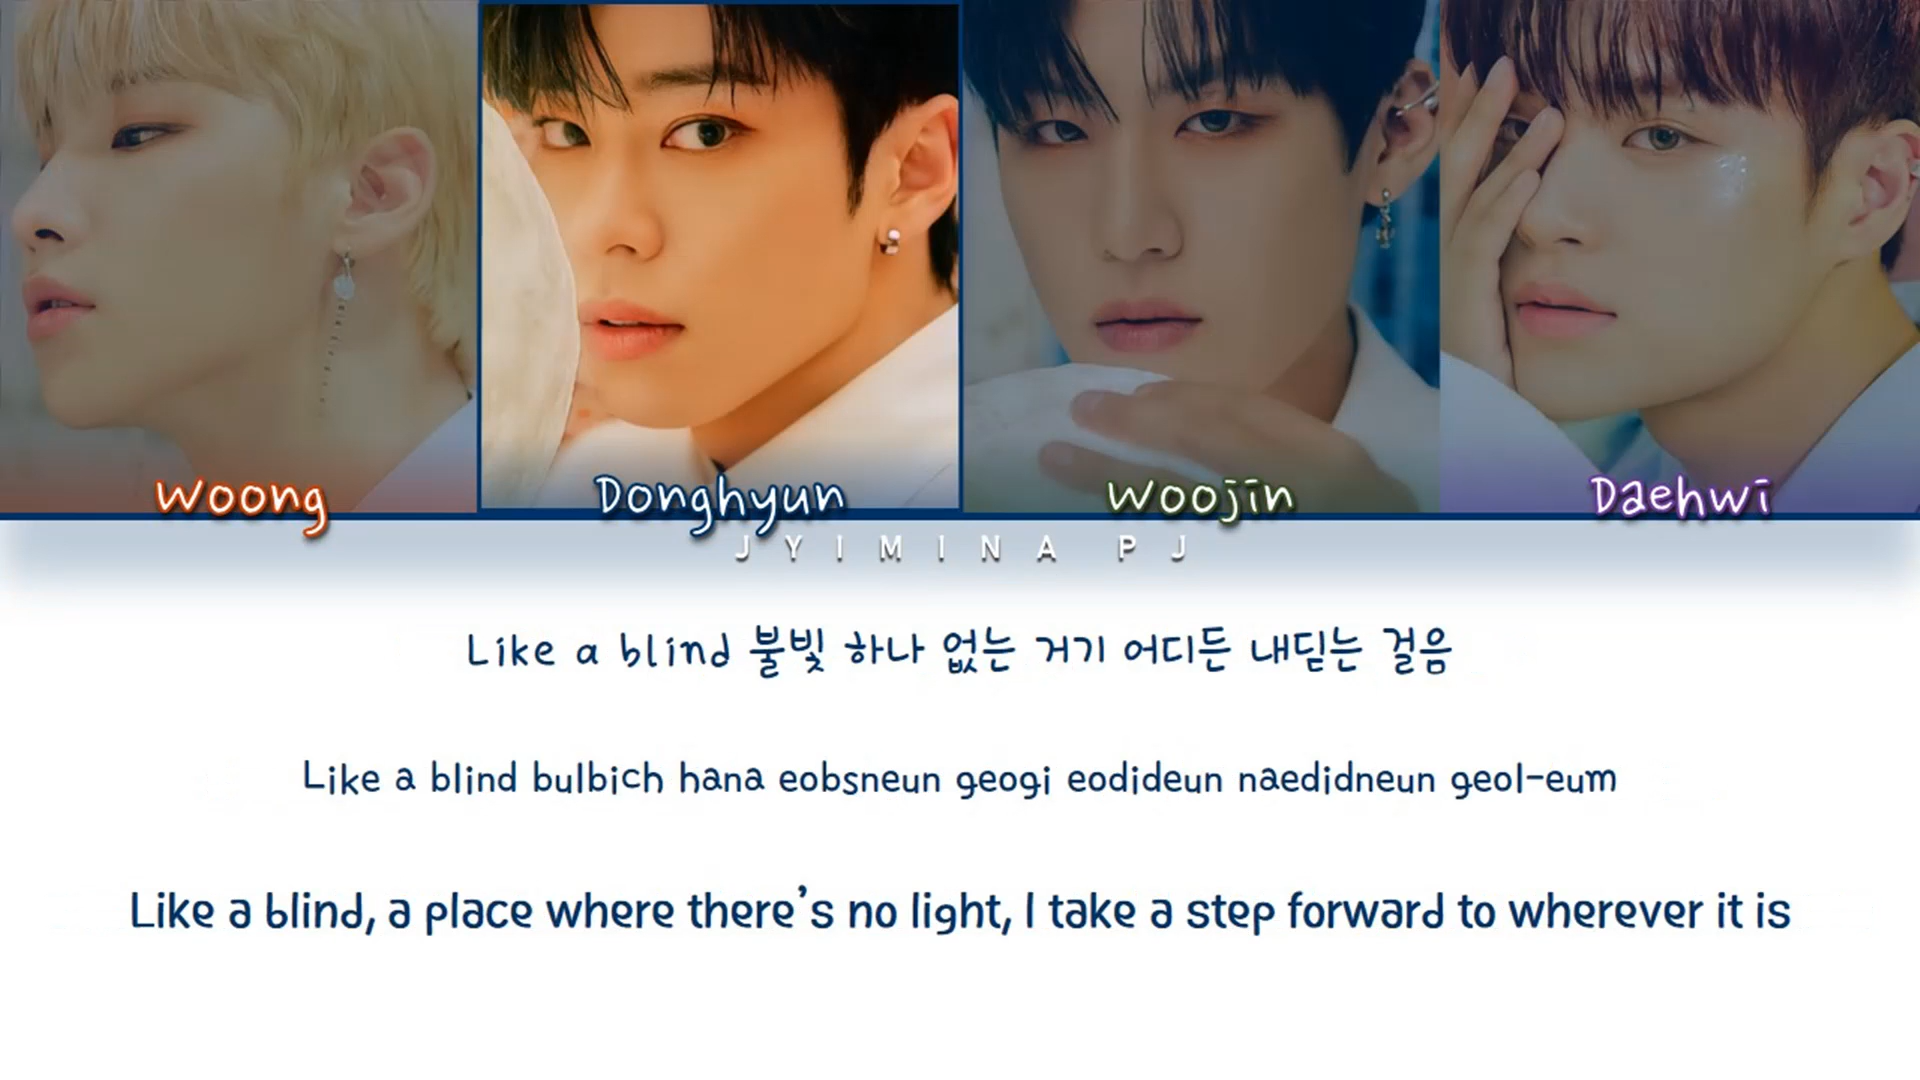 Woong Donghyun Woojin Daehwi
JYIMINA PJ
Like a blind 불빛 하나 없는 거기 어디든 내딛는 걸음
Like a blind bulbich hana eobsneun geogi eodideun naedidneun geol-eum
Like a blind, a place where there's no light, I take a step forward to wherever it is